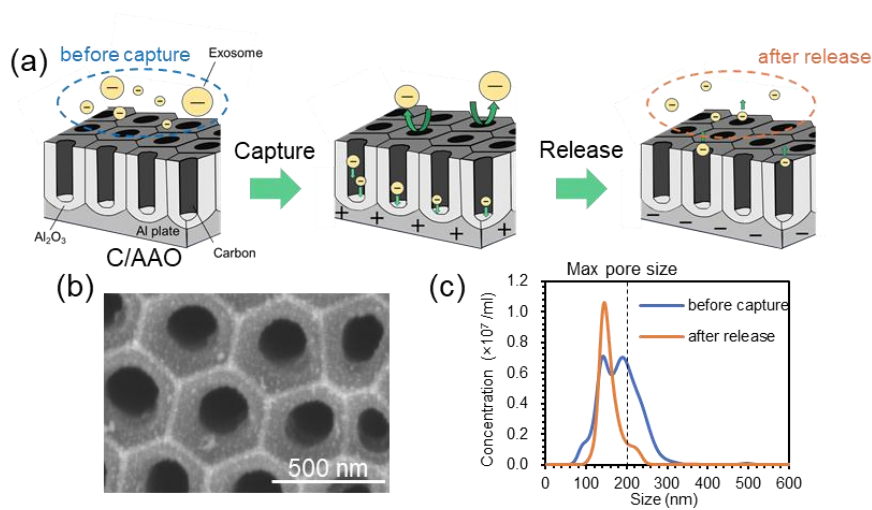 (a)
before capture
Exosome
after release
Capture
Release
Al₂O₃
Al plate
Carbon
C/AAO
+ + + + +
− − − − −
(b)
500 nm
(c)
Max pore size
before capture
after release
Concentration (×10⁷ /ml)
1.2
1.0
0.8
0.6
0.4
0.2
0.0
0 100 200 300 400 500 600
Size (nm)